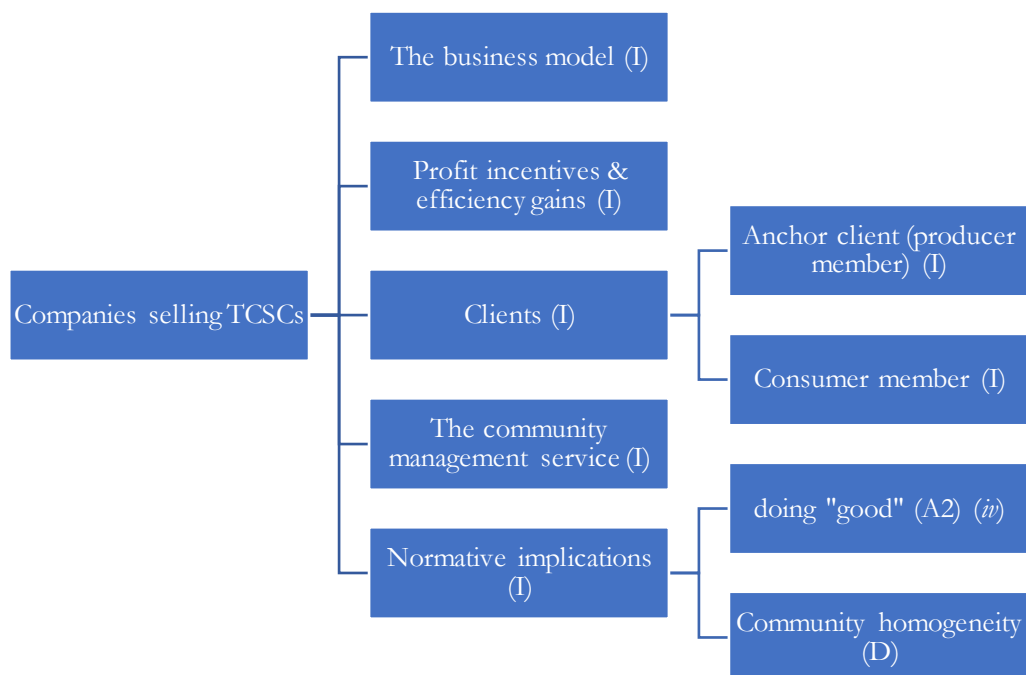 The business model (I)
Profit incentives &
efficiency gains (I)
Companies selling TCSCs
Clients (I)
Anchor client (producer
member) (I)
Consumer member (I)
The community
management service (I)
Normative implications
(I)
doing "good" (A2) (iv)
Community homogeneity
(D)